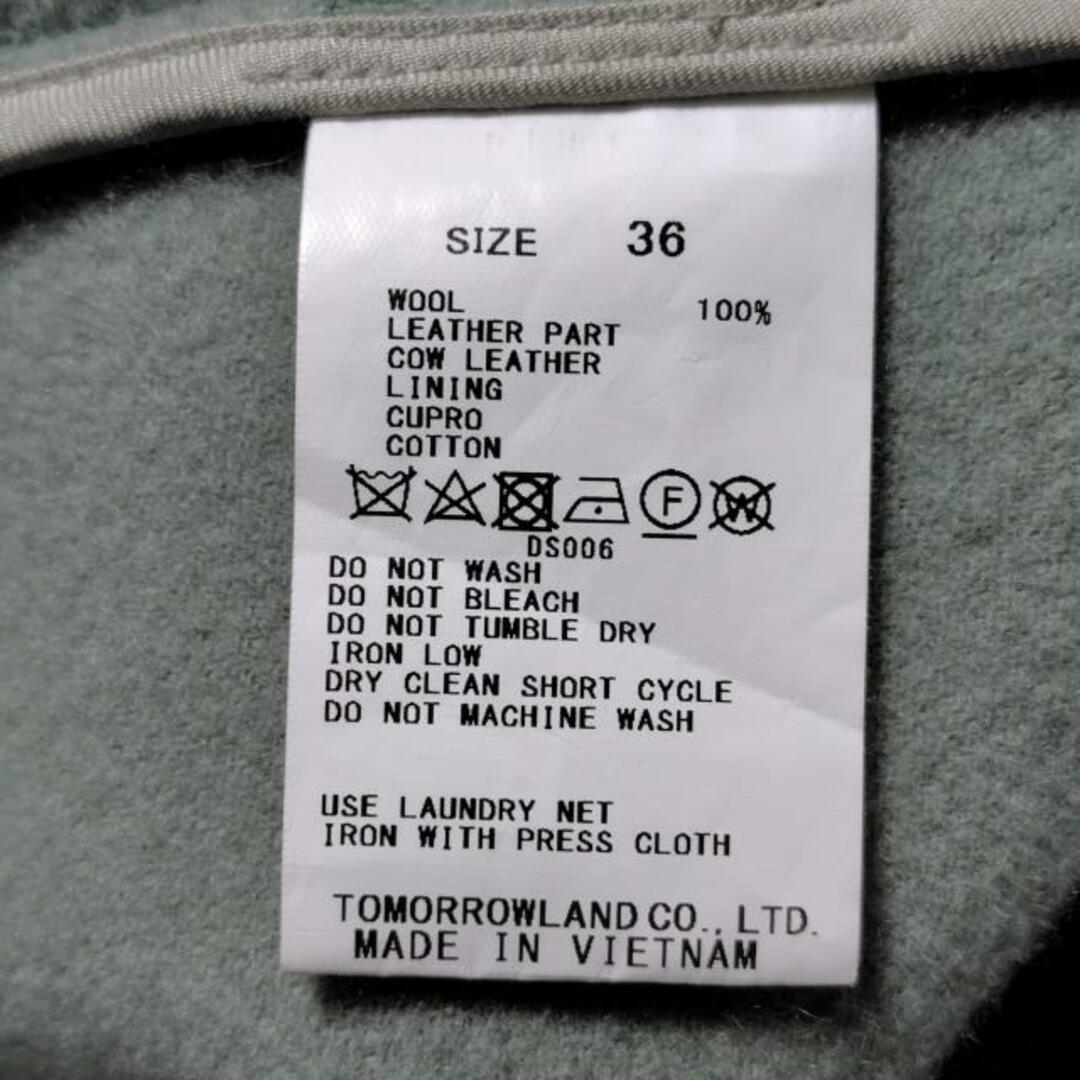 SIZE 36
WOOL 100%
LEATHER PART
COW LEATHER
LINING
CUPRO
COTTON
F W
DS006
DO NOT WASH
DO NOT BLEACH
DO NOT TUMBLE DRY
IRON LOW
DRY CLEAN SHORT CYCLE
DO NOT MACHINE WASH
USE LAUNDRY NET
IRON WITH PRESS CLOTH
TOMORROWLAND CO., LTD.
MADE IN VIETNAM